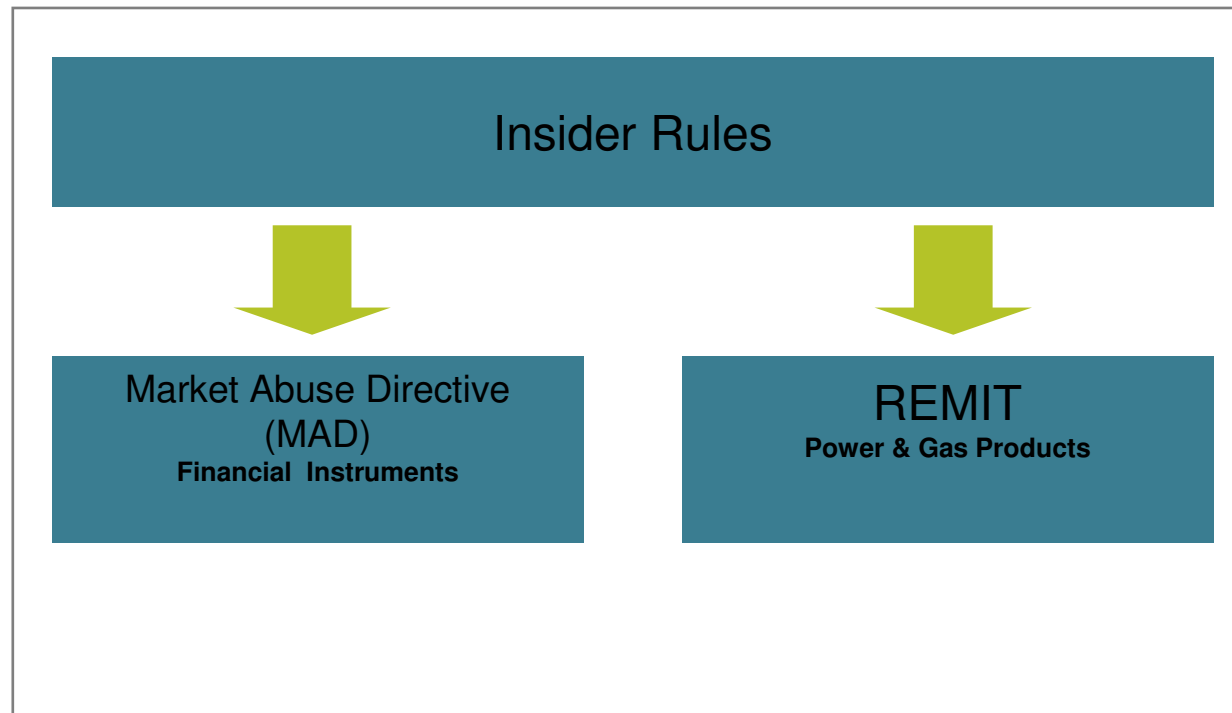 Insider Rules
Market Abuse Directive
(MAD)
Financial Instruments
REMIT
Power & Gas Products